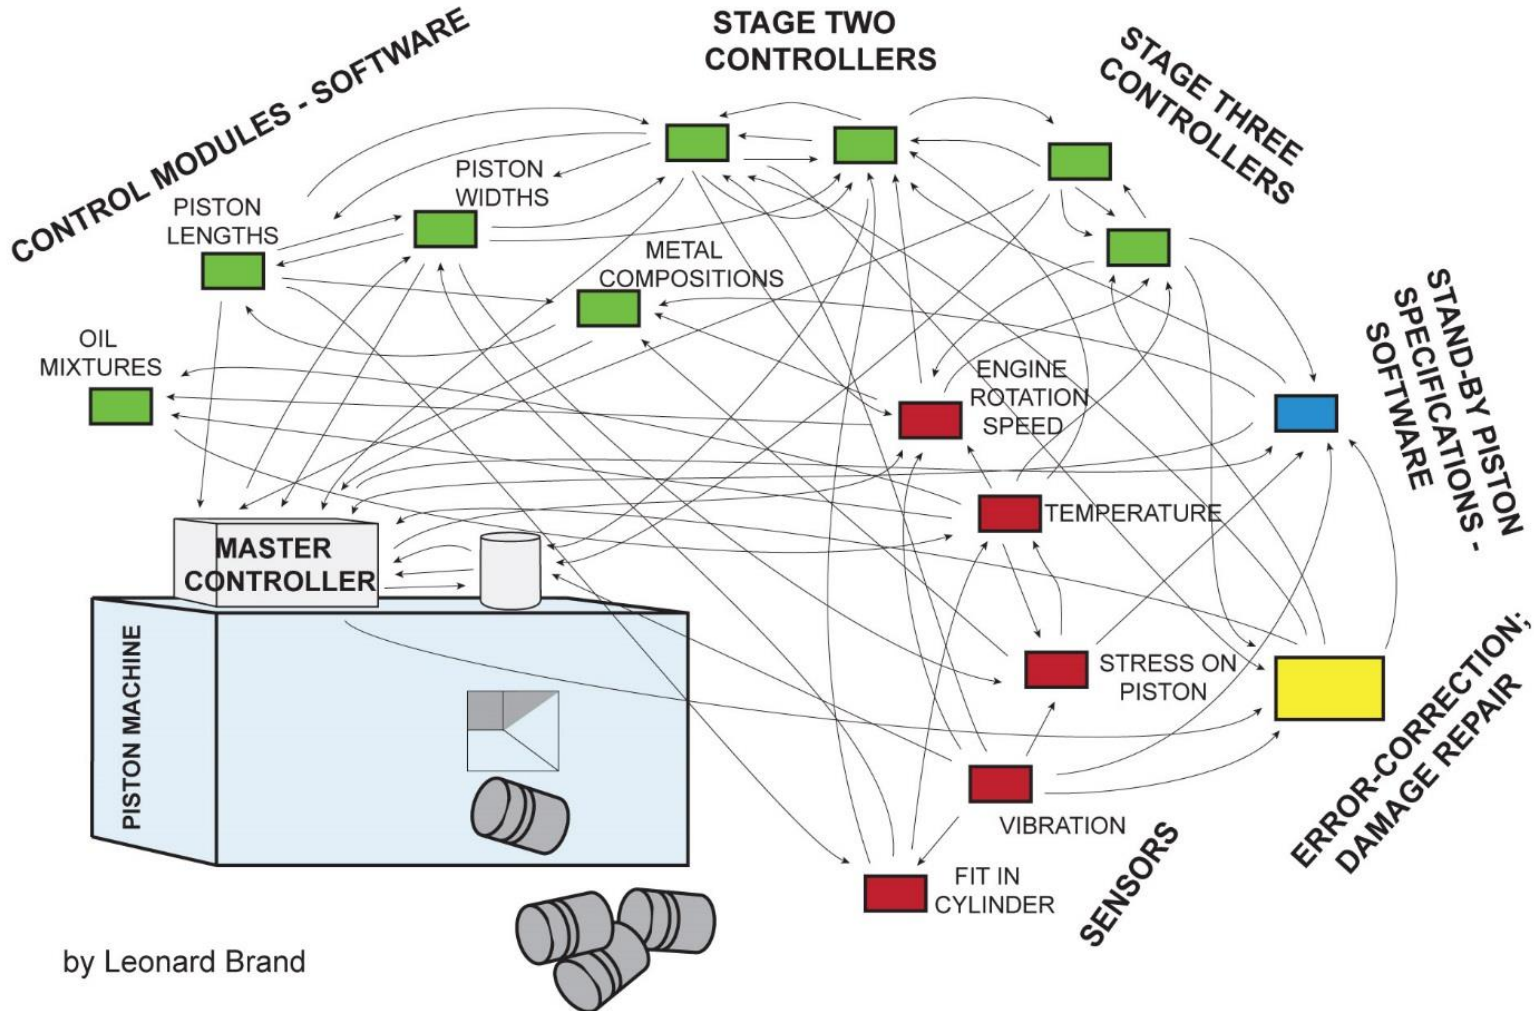 STAGE TWO
CONTROLLERS
STAGE THREE
CONTROLLERS
CONTROL MODULES - SOFTWARE
PISTON
WIDTHS
PISTON
LENGTHS
METAL
COMPOSITIONS
OIL
MIXTURES
ENGINE
ROTATION
SPEED
STAND-BY PISTON
SPECIFICATIONS -
SOFTWARE
TEMPERATURE
MASTER
CONTROLLER
PISTON MACHINE
STRESS ON
PISTON
VIBRATION
FIT IN
CYLINDER
SENSORS
ERROR-CORRECTION;
DAMAGE REPAIR
by Leonard Brand